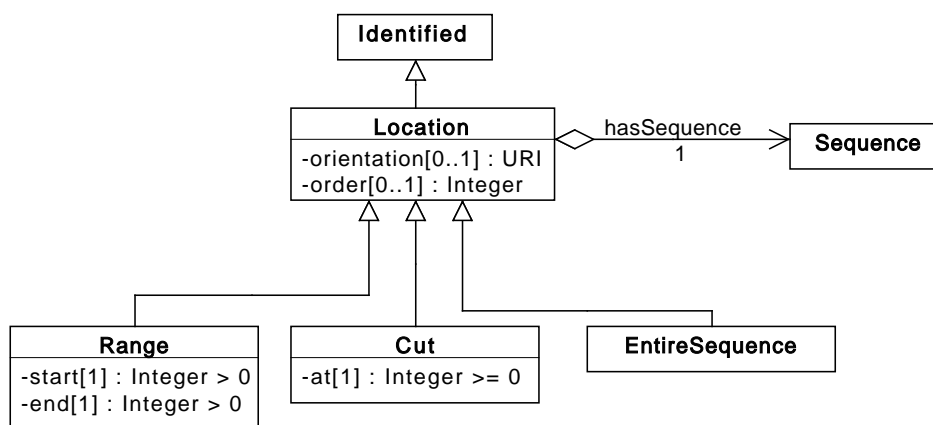 Identified
Location
-orientation[0..1] : URI
-order[0..1] : Integer
hasSequence
1
Sequence
Range
-start[1] : Integer > 0
-end[1] : Integer > 0
Cut
-at[1] : Integer >= 0
EntireSequence